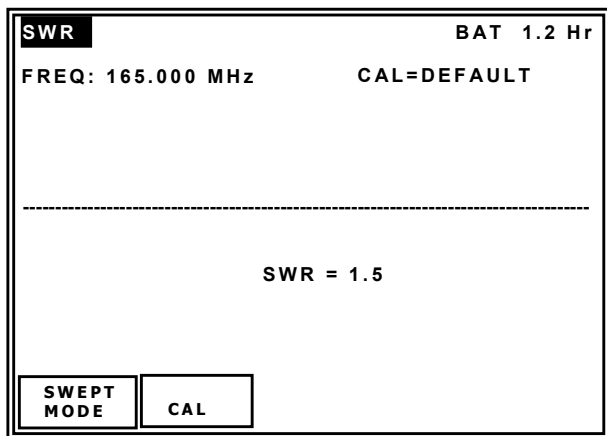 SWR BAT 1.2 Hr
FREQ: 165.000 MHz CAL=DEFAULT
SWR = 1.5
SWEPT
MODE
CAL